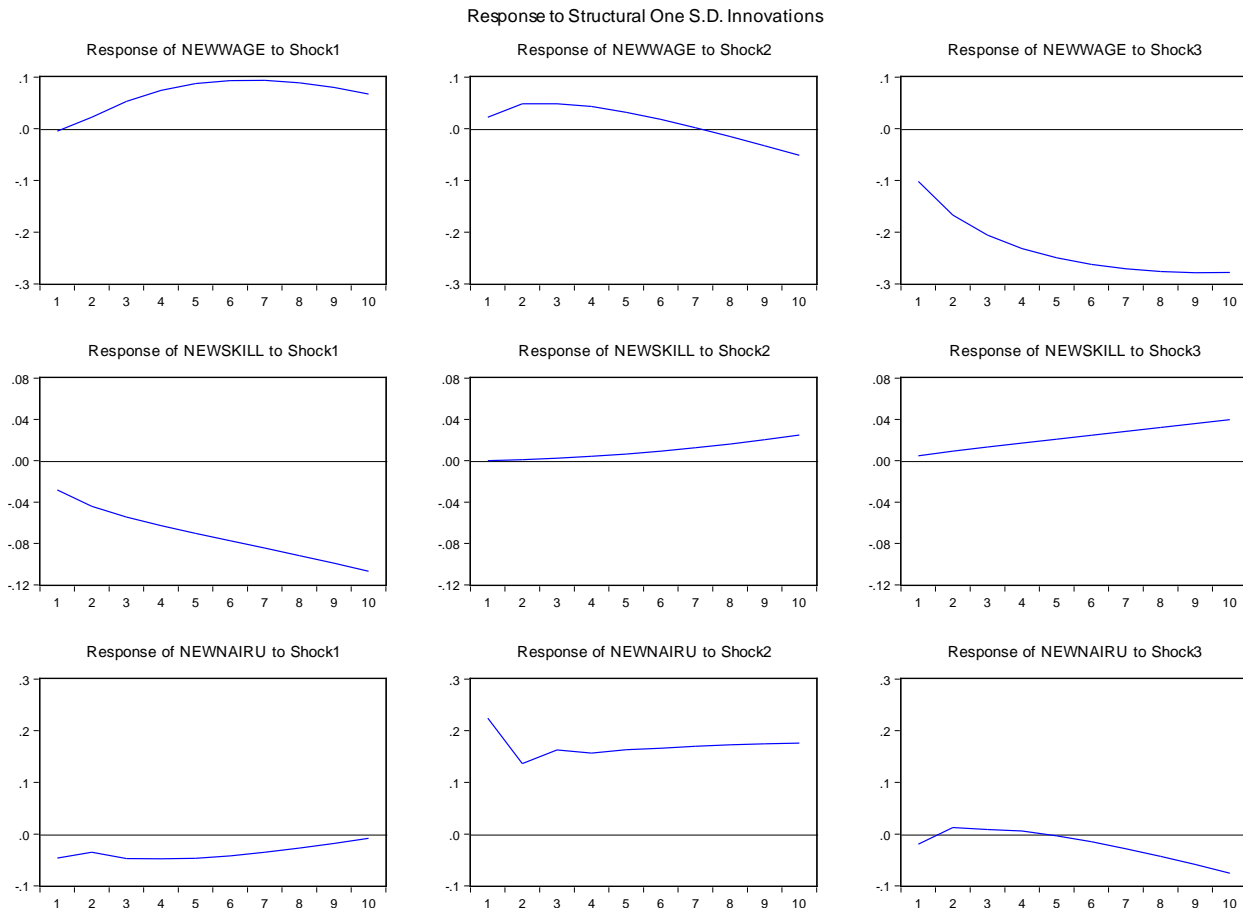 Response to Structural One S.D. Innovations
Response of NEWWAGE to Shock1
.1
.0
-.1
-.2
-.3
1 2 3 4 5 6 7 8 9 10
Response of NEWWAGE to Shock2
.1
.0
-.1
-.2
-.3
1 2 3 4 5 6 7 8 9 10
Response of NEWWAGE to Shock3
.1
.0
-.1
-.2
-.3
1 2 3 4 5 6 7 8 9 10
Response of NEWSKILL to Shock1
.08
.04
.00
-.04
-.08
-.12
1 2 3 4 5 6 7 8 9 10
Response of NEWSKILL to Shock2
.08
.04
.00
-.04
-.08
-.12
1 2 3 4 5 6 7 8 9 10
Response of NEWSKILL to Shock3
.08
.04
.00
-.04
-.08
-.12
1 2 3 4 5 6 7 8 9 10
Response of NEWNAIRU to Shock1
.3
.2
.1
.0
-.1
1 2 3 4 5 6 7 8 9 10
Response of NEWNAIRU to Shock2
.3
.2
.1
.0
-.1
1 2 3 4 5 6 7 8 9 10
Response of NEWNAIRU to Shock3
.3
.2
.1
.0
-.1
1 2 3 4 5 6 7 8 9 10